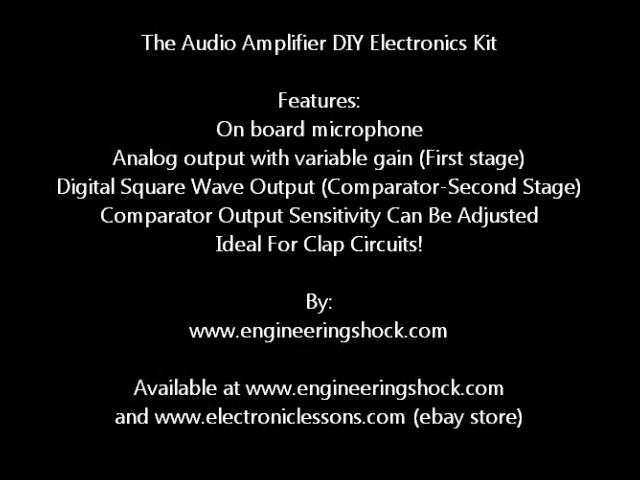 The Audio Amplifier DIY Electronics Kit
Features:
On board microphone
Analog output with variable gain (First stage)
Digital Square Wave Output (Comparator-Second Stage)
Comparator Output Sensitivity Can Be Adjusted
Ideal For Clap Circuits!
By:
www.engineeringshock.com
Available at www.engineeringshock.com
and www.electroniclessons.com (ebay store)